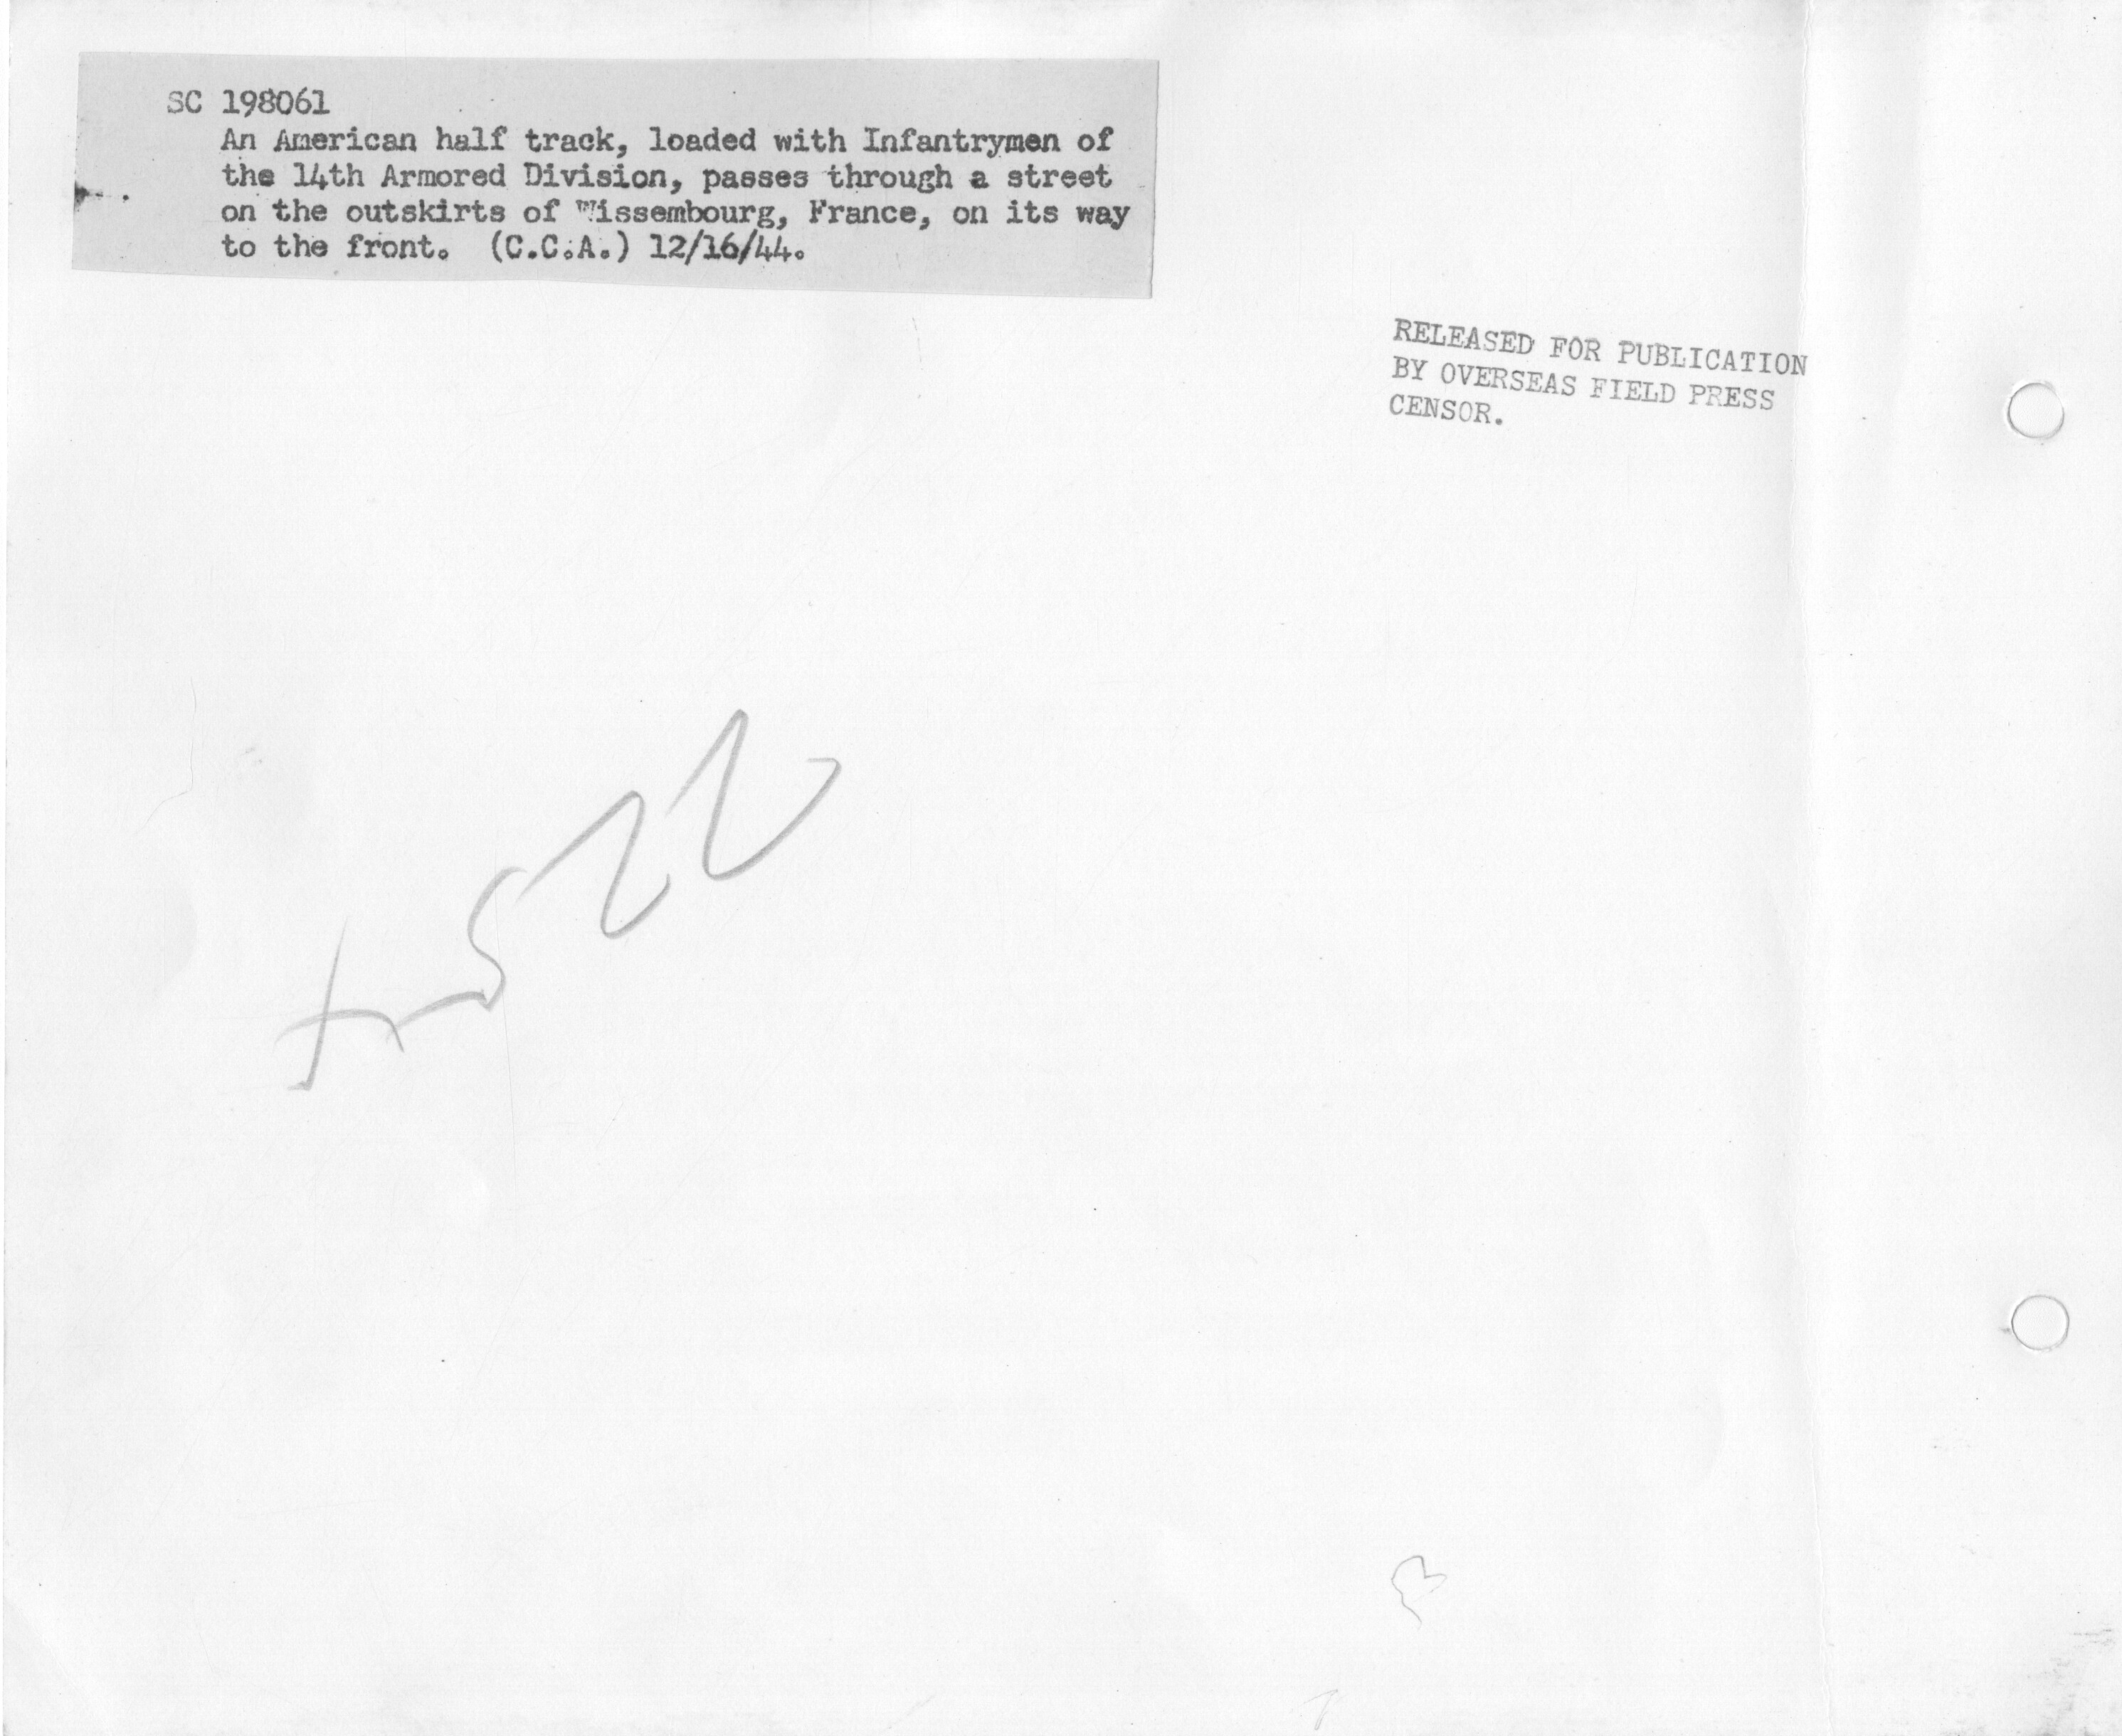 SC 198061
An American half track, loaded with Infantrymen of
the 14th Armored Division, passes through a street
on the outskirts of Wissembourg, France, on its way
to the front. (C.C.A.) 12/16/44.
RELEASED FOR PUBLICATION
BY OVERSEAS FIELD PRESS
CENSOR.